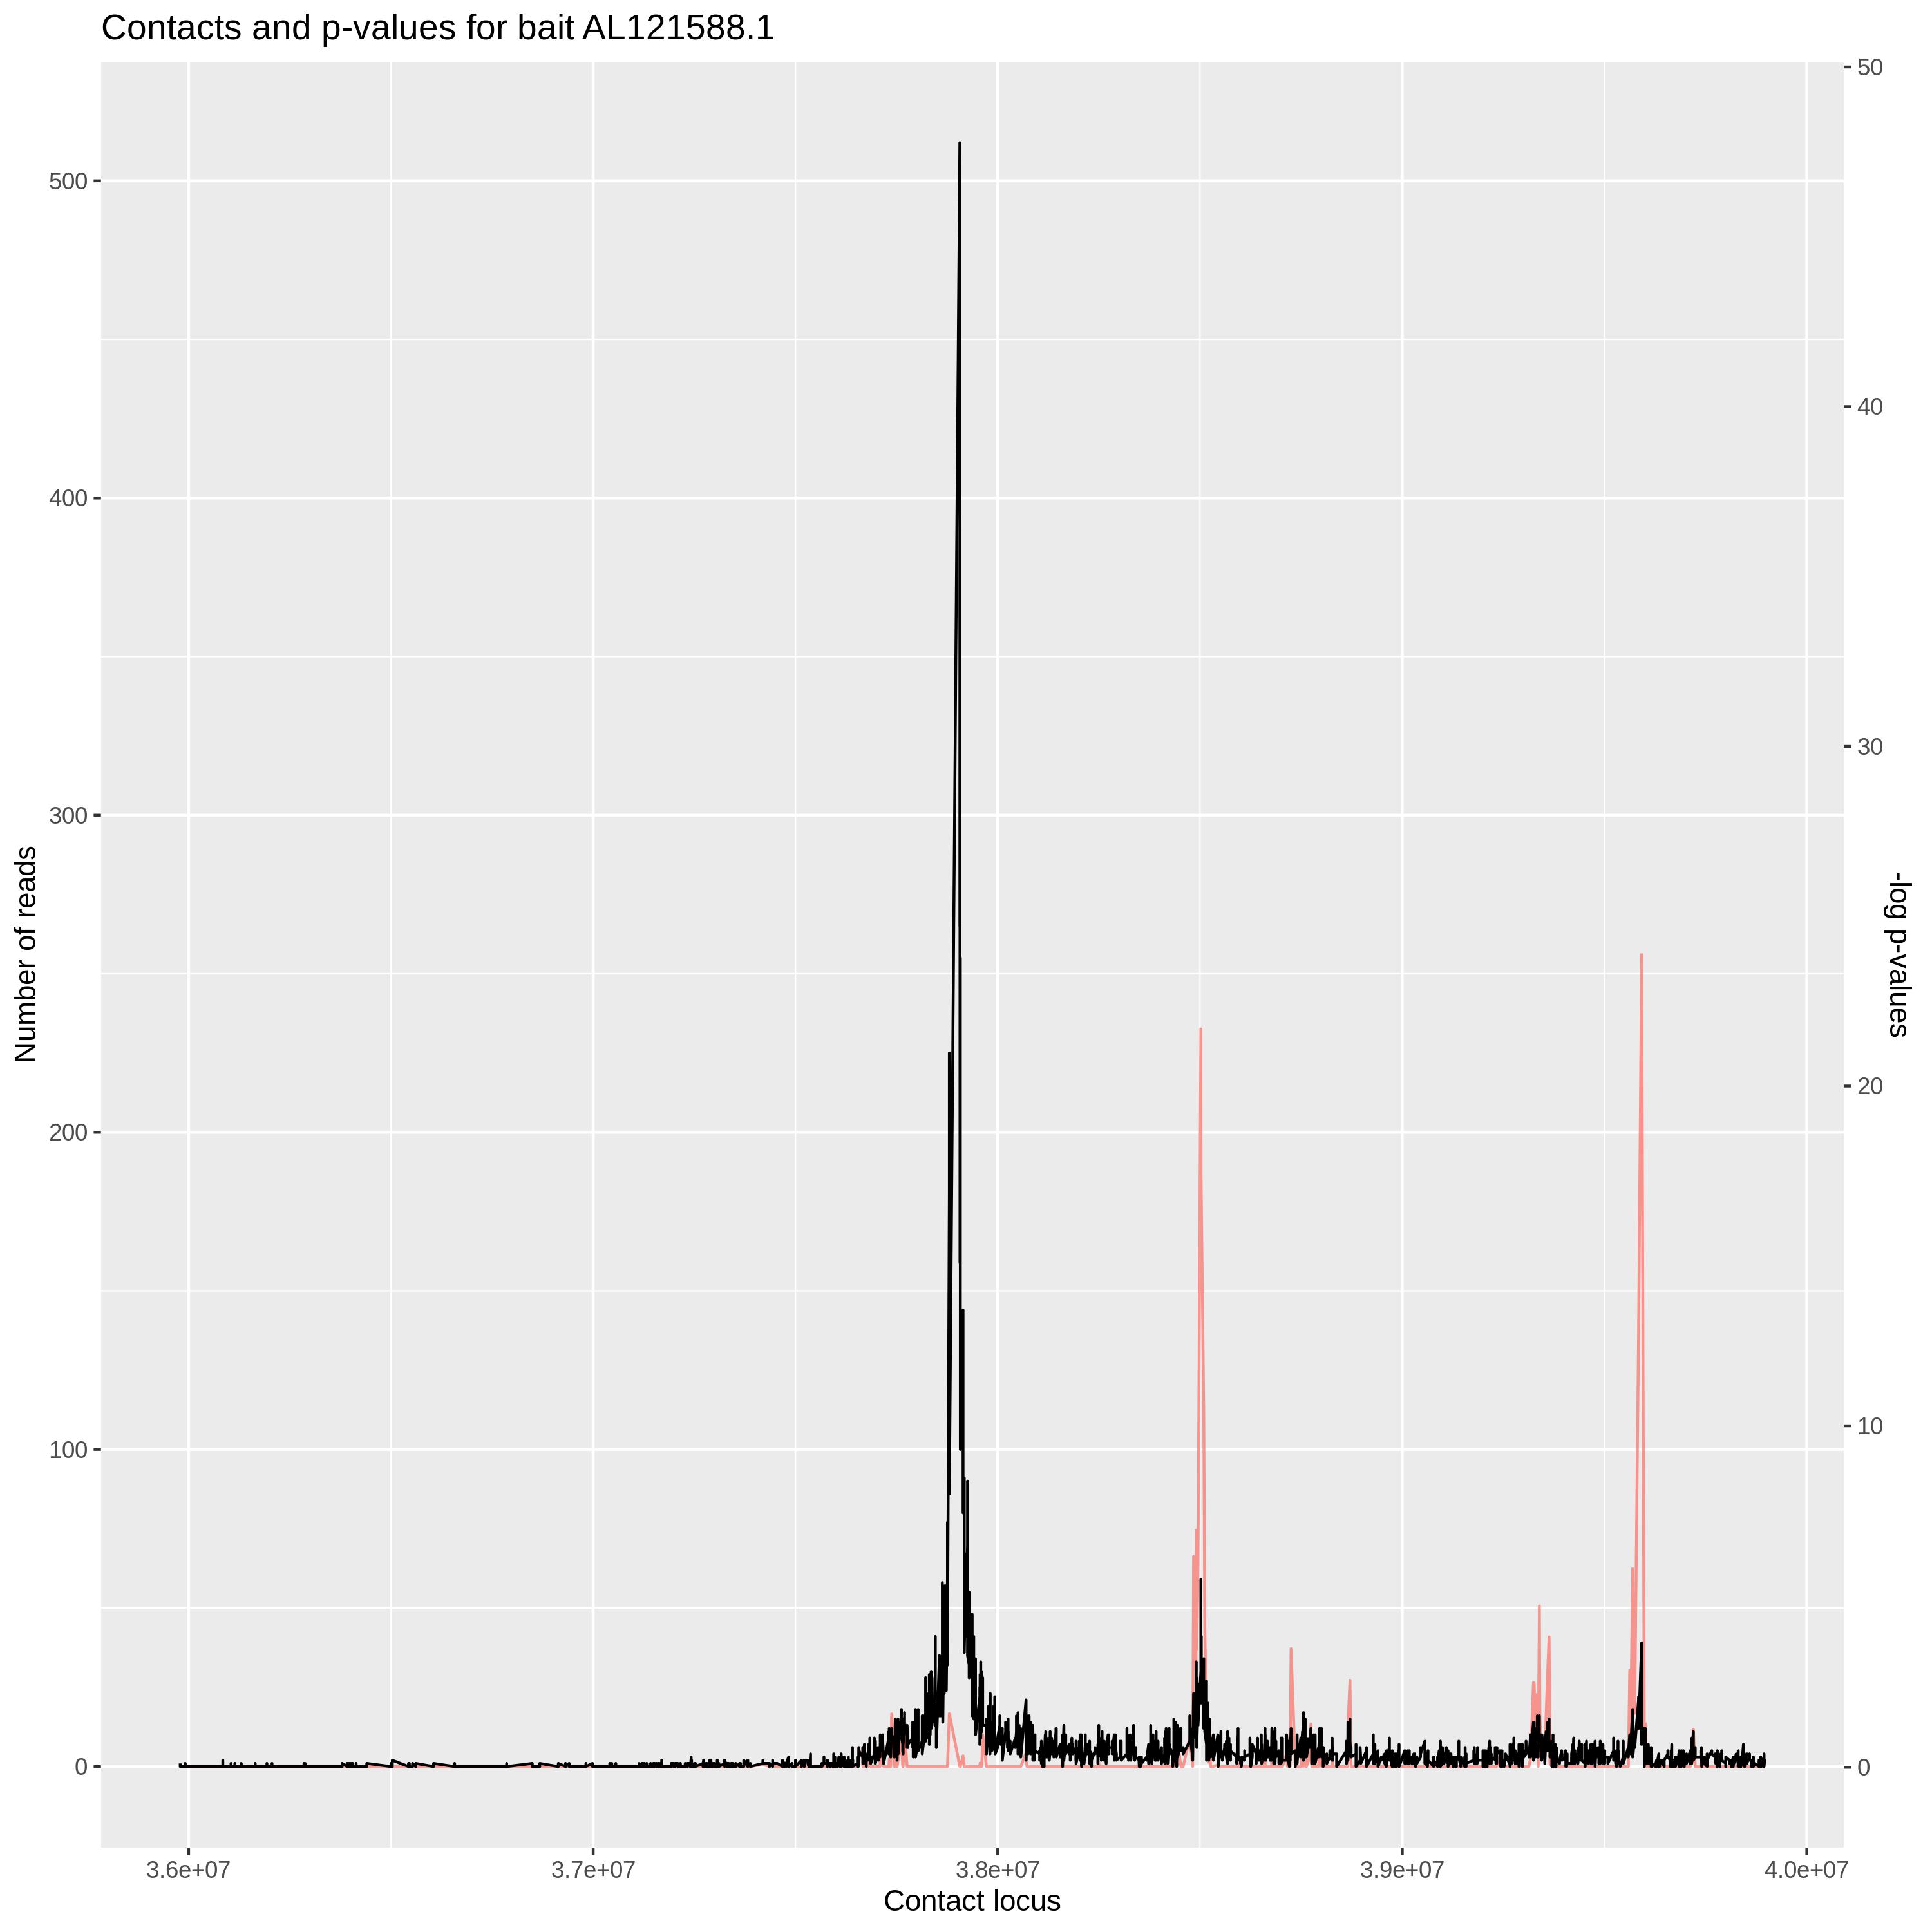 Contacts and p-values for bait AL121588.1
Number of reads
500
400
300
200
100
0
50
40
30
20
10
0
-log p-values
3.6e+07
3.7e+07
3.8e+07
3.9e+07
4.0e+07
Contact locus